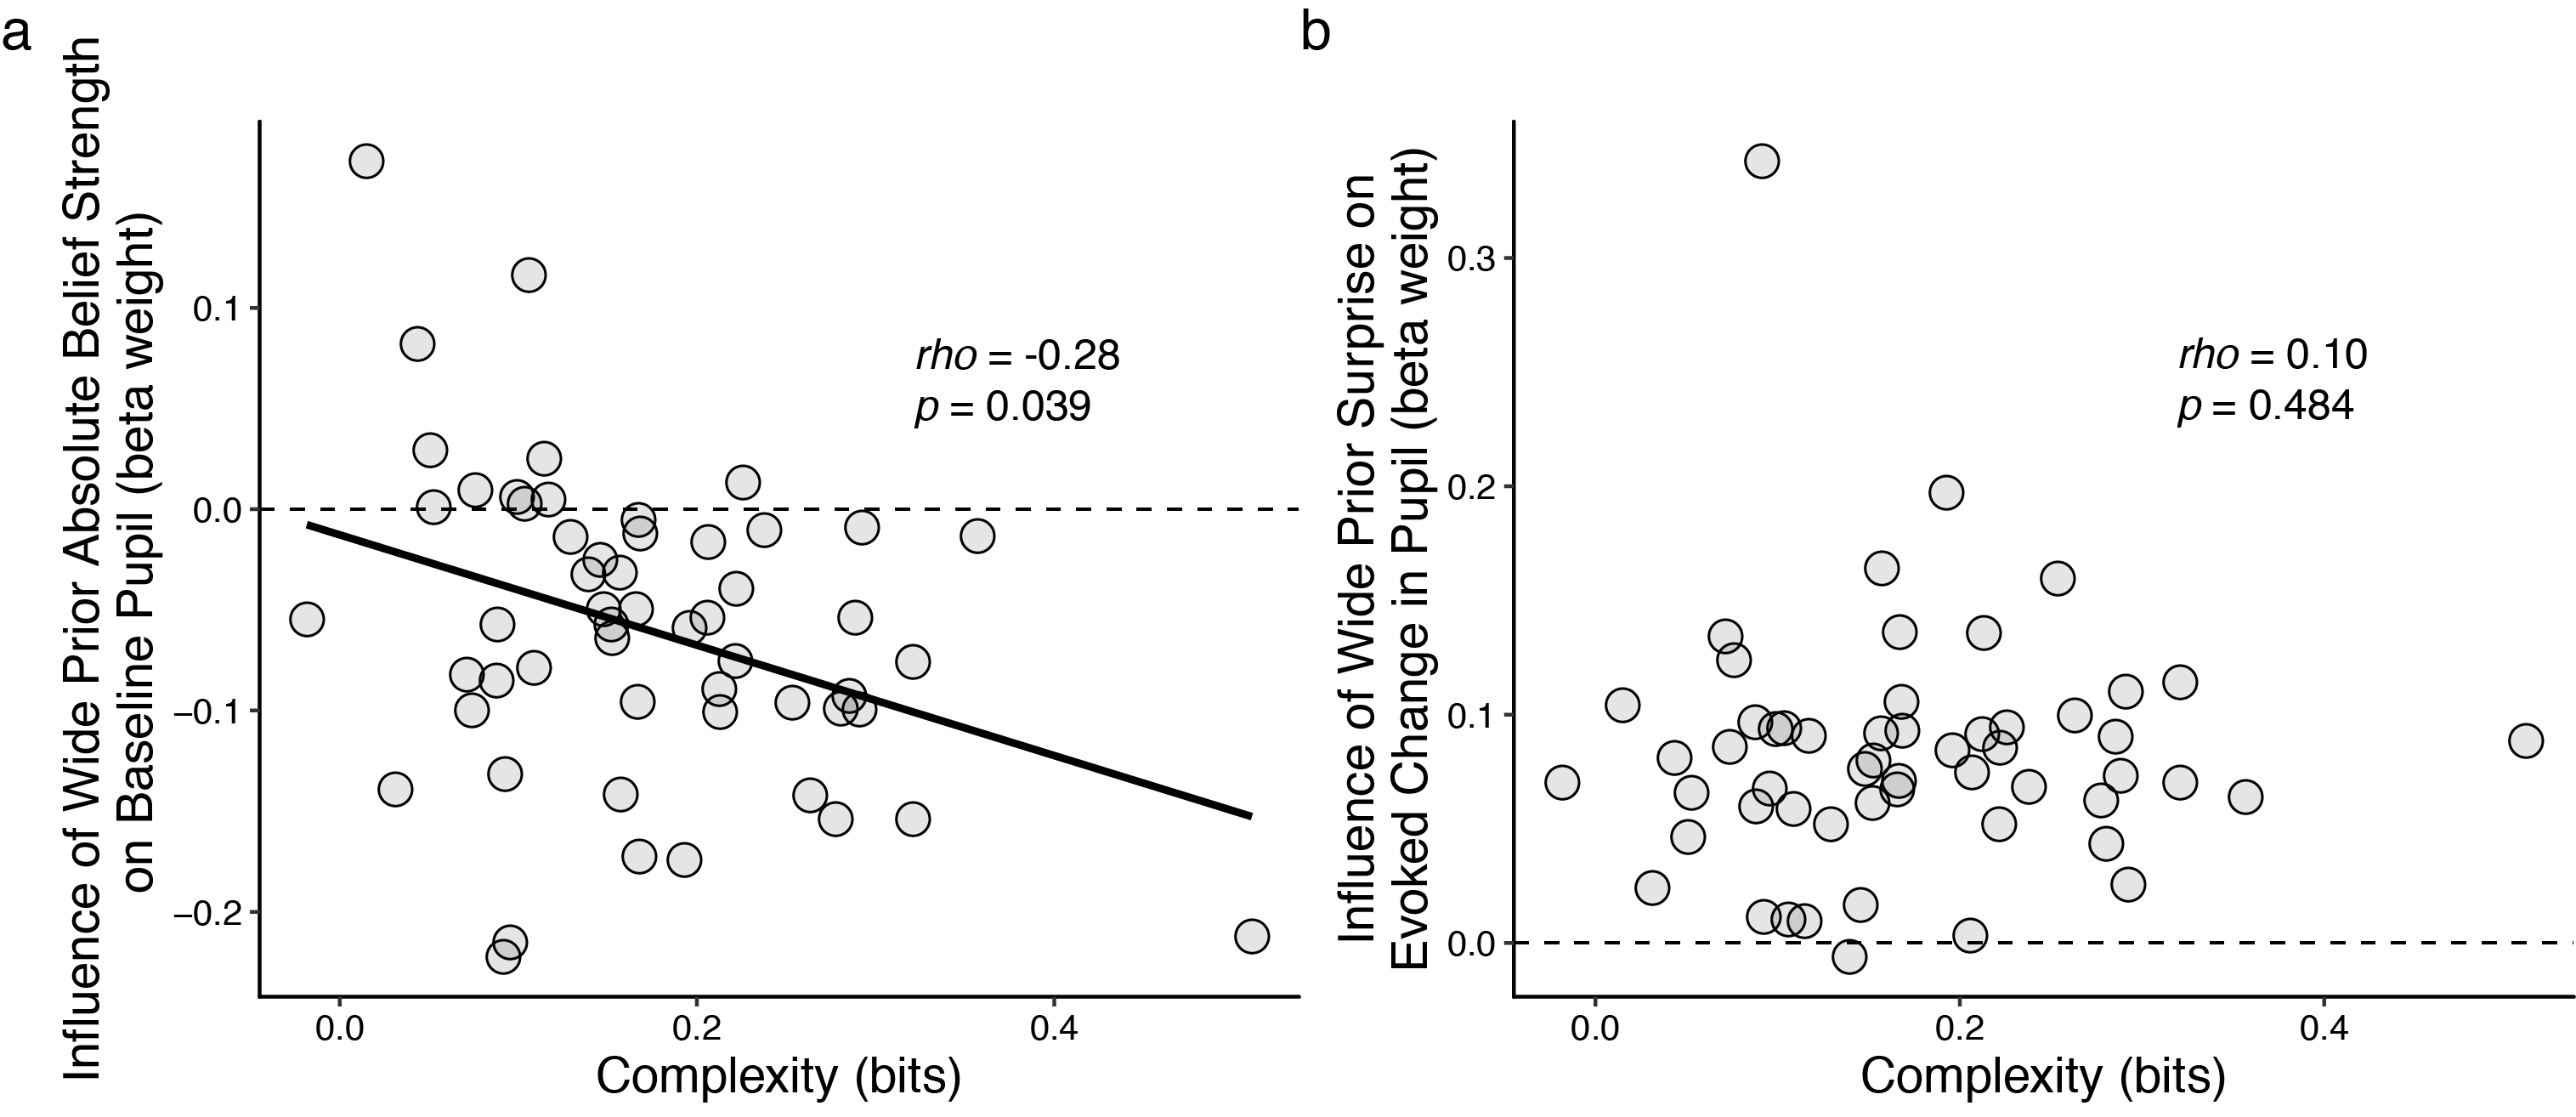 a
Influence of Wide Prior Absolute Belief Strength
on Baseline Pupil (beta weight)
0.1
0.0
−0.1
−0.2
rho = -0.28
p = 0.039
0.0
0.2
0.4
Complexity (bits)
b
Influence of Wide Prior Surprise on
Evoked Change in Pupil (beta weight)
0.3
0.2
0.1
0.0
rho = 0.10
p = 0.484
0.0
0.2
0.4
Complexity (bits)